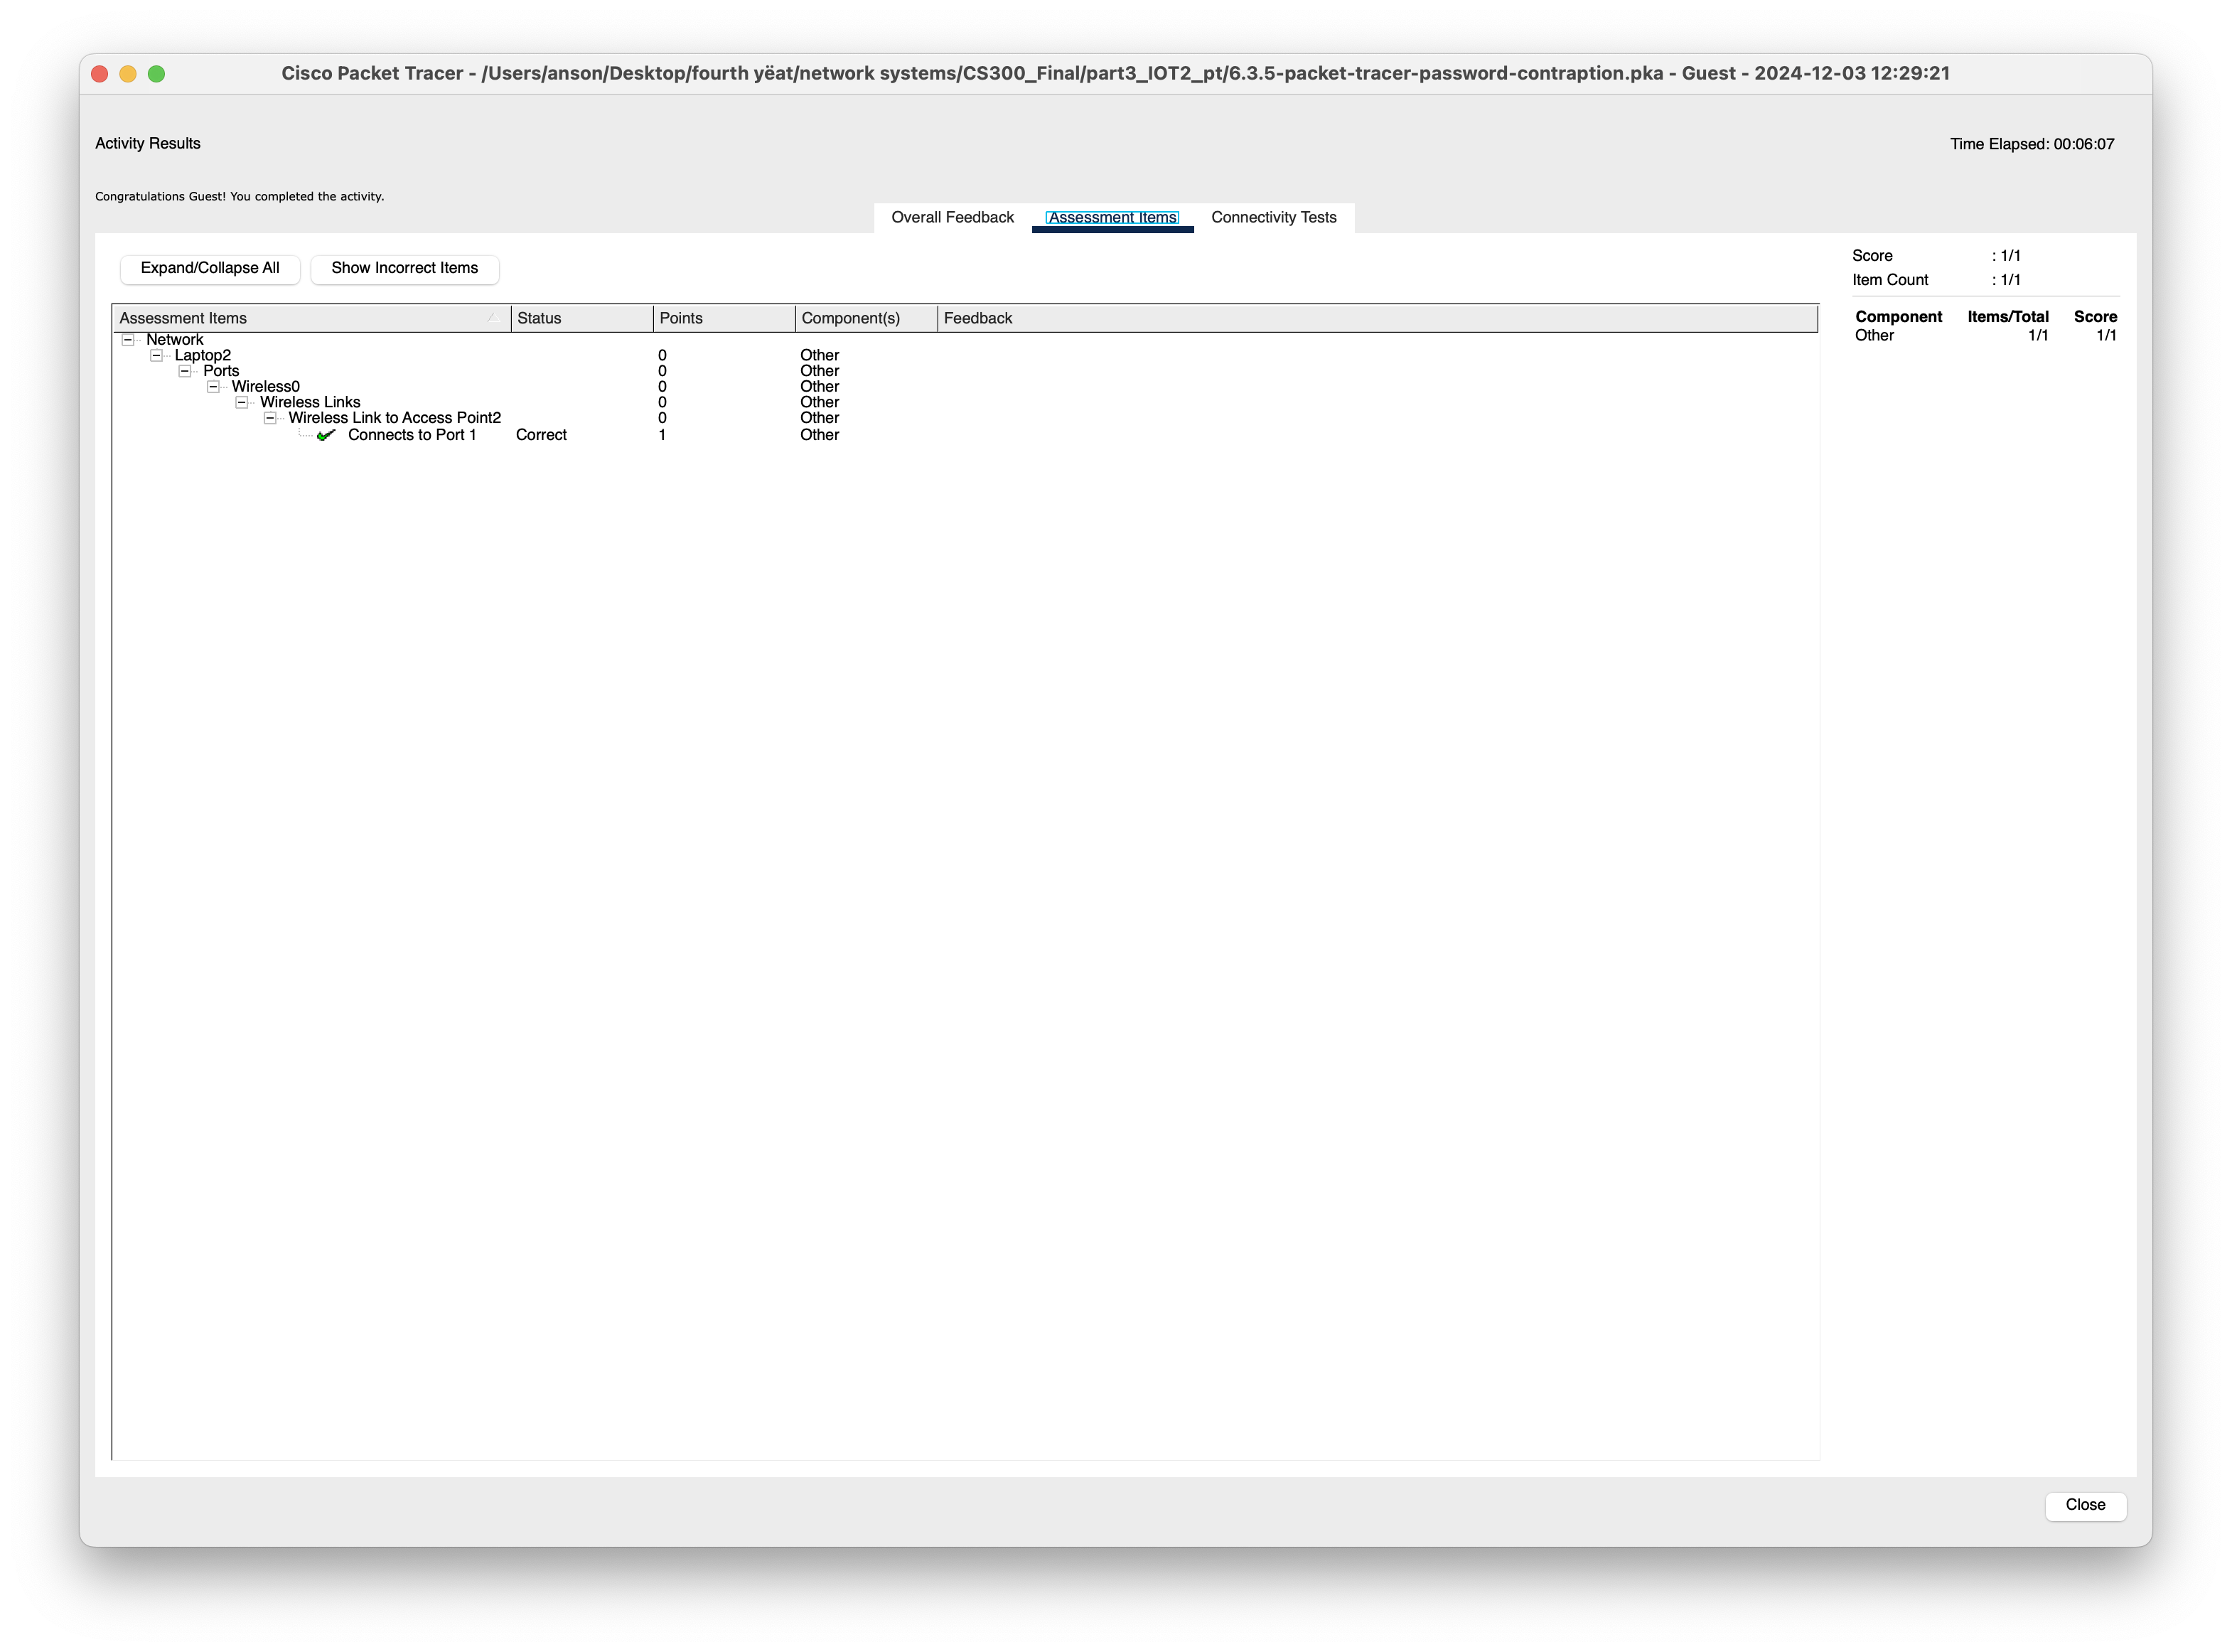 Cisco Packet Tracer - /Users/anson/Desktop/fourth yëat/network systems/CS300_Final/part3_IOT2_pt/6.3.5-packet-tracer-password-contraption.pka - Guest - 2024-12-03 12:29:21
Activity Results
Time Elapsed: 00:06:07
Congratulations Guest! You completed the activity.
Overall Feedback Assessment Items Connectivity Tests
Expand/Collapse All Show Incorrect Items
Assessment Items Status Points Component(s) Feedback
Network
Laptop2 0 Other
Ports 0 Other
Wireless0 0 Other
Wireless Links 0 Other
Wireless Link to Access Point2 0 Other
Connects to Port 1 Correct 1 Other
Score : 1/1
Item Count : 1/1
Component Items/Total Score
Other 1/1 1/1
Close